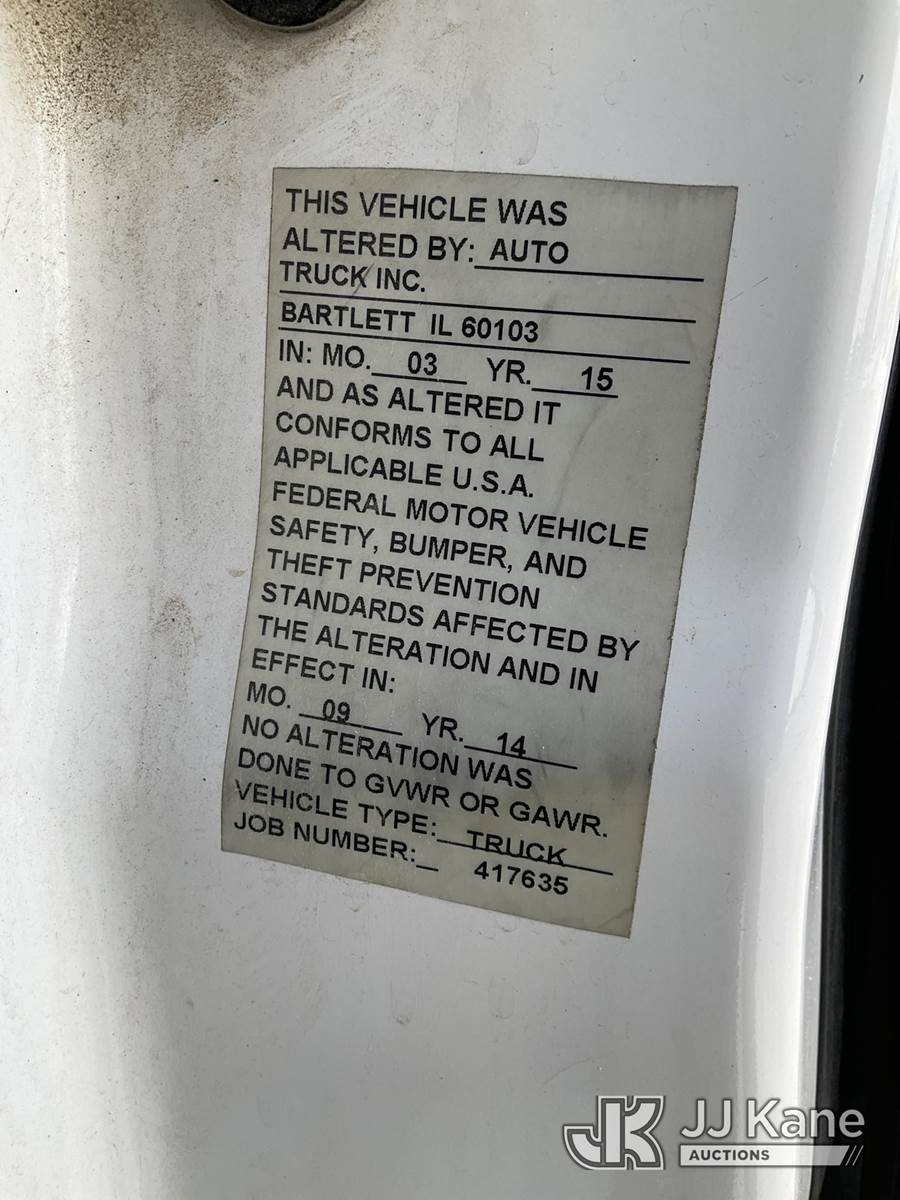 THIS VEHICLE WAS
ALTERED BY: AUTO
TRUCK INC.
BARTLETT IL 60103
IN: MO. 03 YR. 15
AND AS ALTERED IT
CONFORMS TO ALL
APPLICABLE U.S.A.
FEDERAL MOTOR VEHICLE
SAFETY, BUMPER, AND
THEFT PREVENTION
STANDARDS AFFECTED BY
THE ALTERATION AND IN
EFFECT IN:
MO. 09 YR. 14
NO ALTERATION WAS
DONE TO GVWR OR GAWR.
VEHICLE TYPE: TRUCK
JOB NUMBER: 417635
JK JJ Kane
AUCTIONS